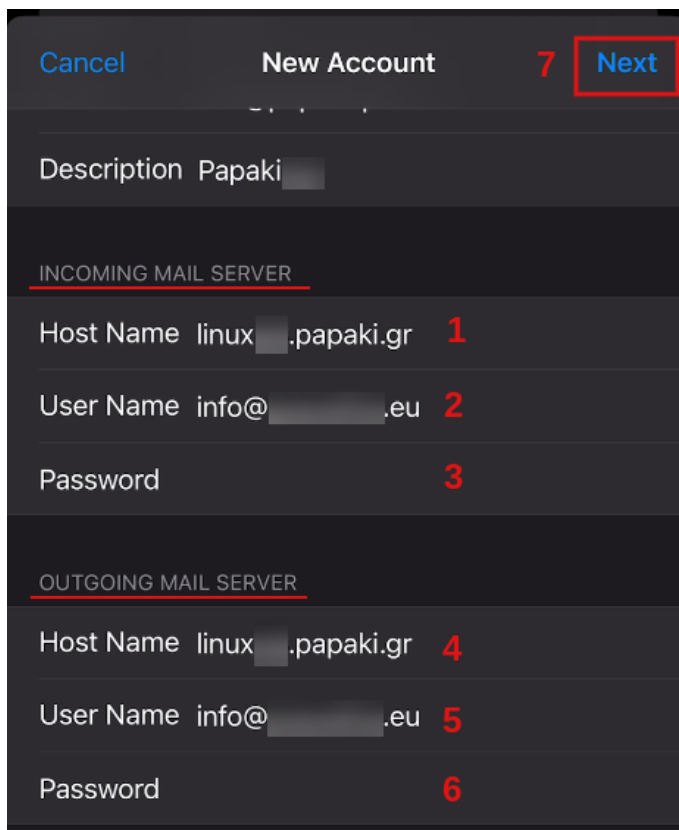 Cancel New Account 7 Next
Description Papaki
INCOMING MAIL SERVER
Host Name linux .papaki.gr 1
User Name info@ .eu 2
Password 3
OUTGOING MAIL SERVER
Host Name linux .papaki.gr 4
User Name info@ .eu 5
Password 6